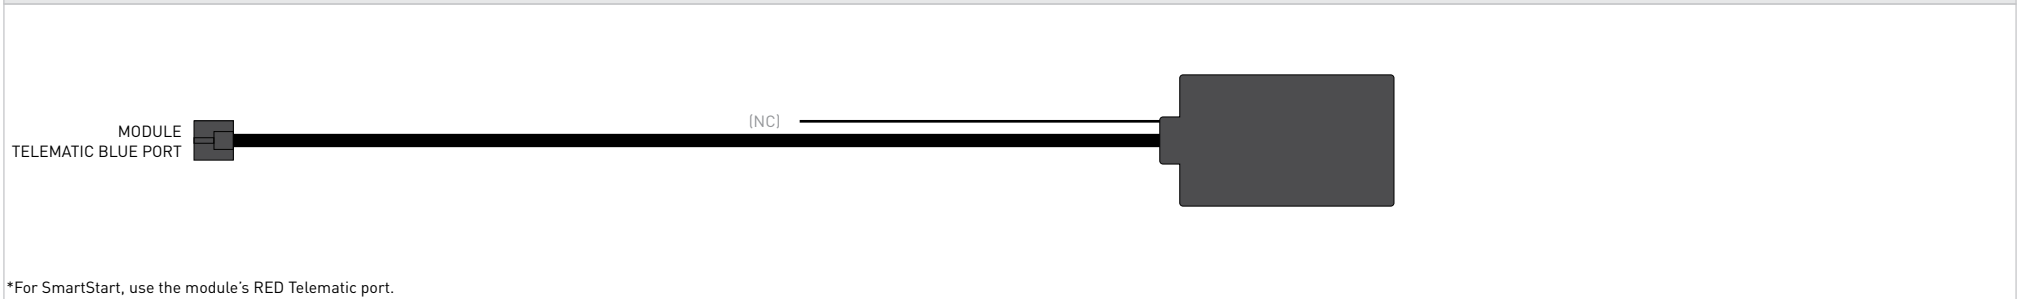 (NC)
MODULE
TELEMATIC BLUE PORT
*For SmartStart, use the module's RED Telematic port.